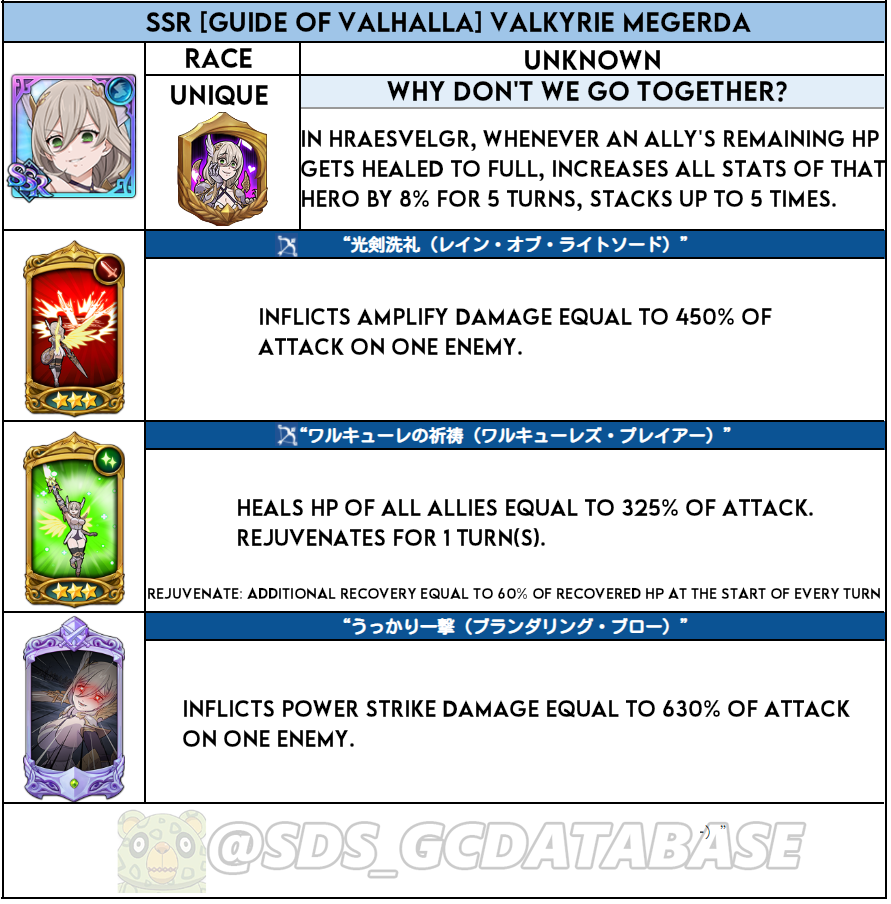 SSR [GUIDE OF VALHALLA] VALKYRIE MEGERDA
RACE
UNKNOWN
UNIQUE
WHY DON'T WE GO TOGETHER?
IN HRAESVELGR, WHENEVER AN ALLY'S REMAINING HP
GETS HEALED TO FULL, INCREASES ALL STATS OF THAT
HERO BY 8% FOR 5 TURNS, STACKS UP TO 5 TIMES.
SSR
“光剣洗礼（レイン・オブ・ライトソード）”
INFLICTS AMPLIFY DAMAGE EQUAL TO 450% OF
ATTACK ON ONE ENEMY.
“ワルキューレの祈祷（ワルキューレズ・プレイアー）”
HEALS HP OF ALL ALLIES EQUAL TO 325% OF ATTACK.
REJUVENATES FOR 1 TURN(S).
REJUVENATE: ADDITIONAL RECOVERY EQUAL TO 60% OF RECOVERED HP AT THE START OF EVERY TURN
“うっかり一撃（ブランダリング・ブロー）”
INFLICTS POWER STRIKE DAMAGE EQUAL TO 630% OF ATTACK
ON ONE ENEMY.
@SDS_GCDATABASE